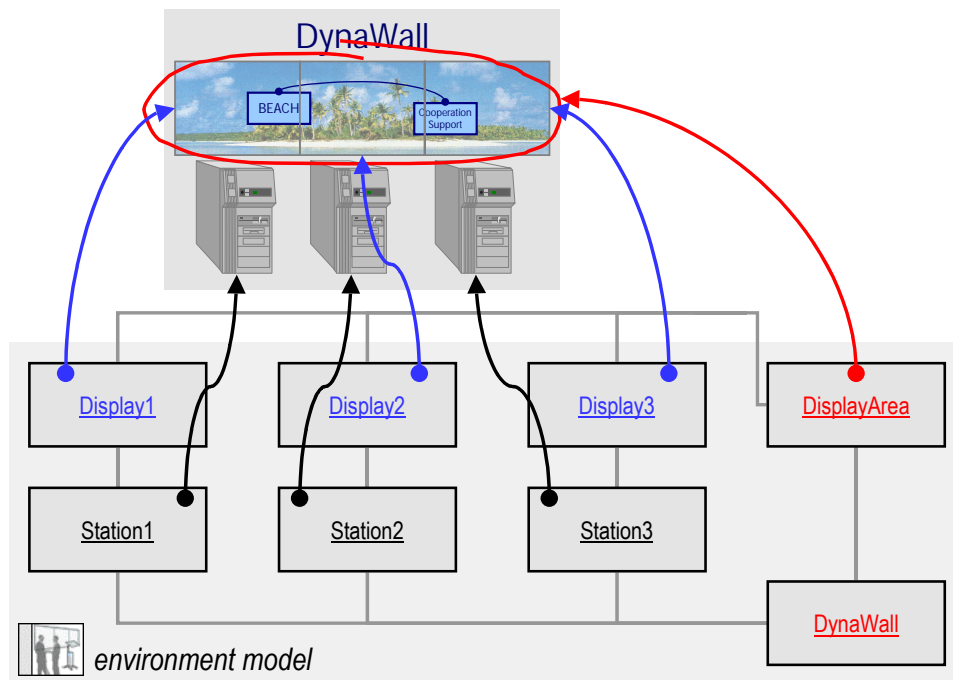 DynaWall
BEACH
Cooperation
Support
Display1
Display2
Display3
DisplayArea
Station1
Station2
Station3
DynaWall
environment model